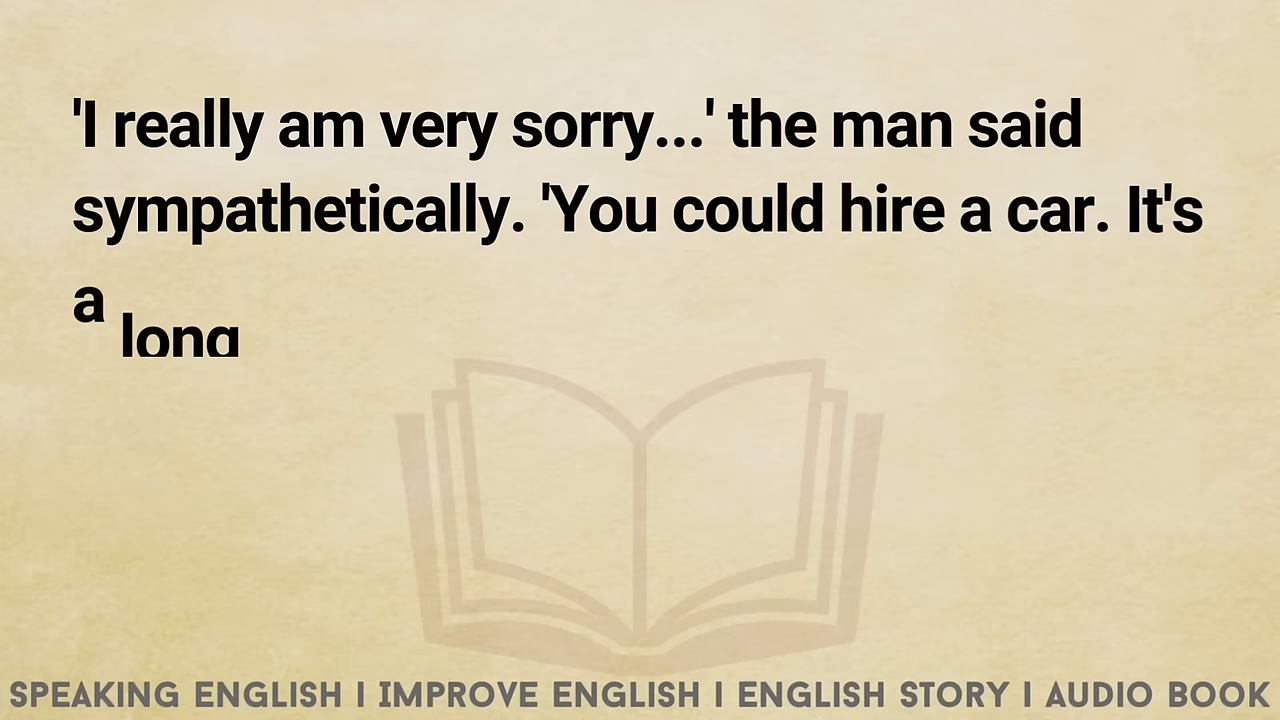 'I really am very sorry...' the man said
sympathetically. 'You could hire a car. It's
a long
SPEAKING ENGLISH | IMPROVE ENGLISH | ENGLISH STORY | AUDIO BOOK